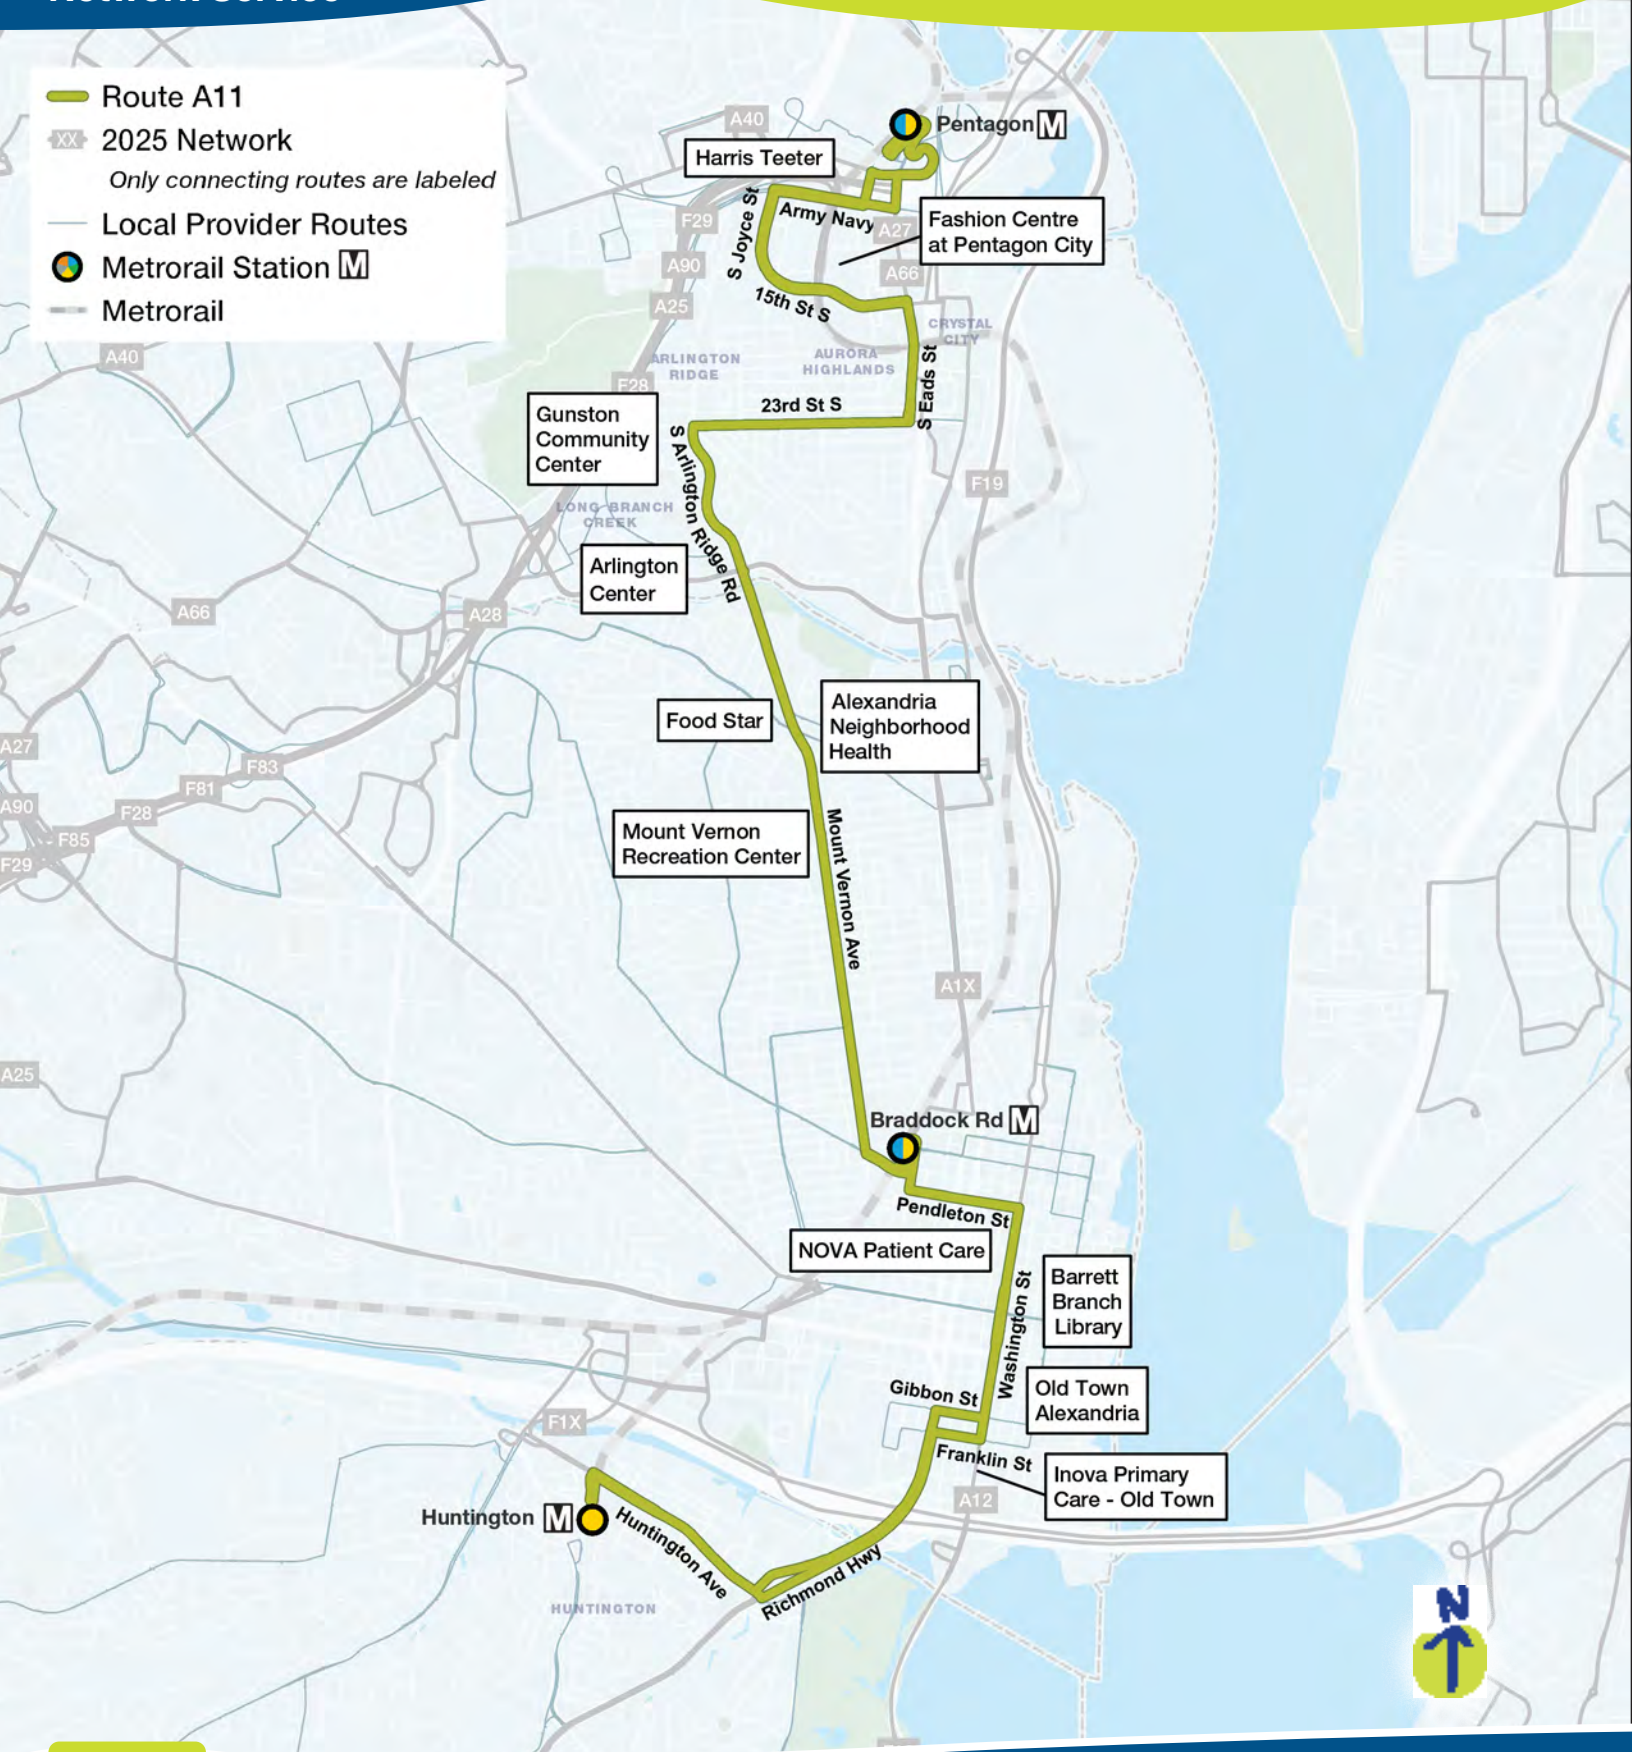 Network Service
Route A11
XX 2025 Network
Only connecting routes are labeled
Local Provider Routes
Metrorail Station M
Metrorail
A40
Pentagon M
Harris Teeter
S Joyce St
Army Navy
F29
A27
Fashion Centre
at Pentagon City
A90
A66
A25
15th St S
CRYSTAL
CITY
A40
ARLINGTON
RIDGE
AURORA
HIGHLANDS
S Eads St
F28
23rd St S
Gunston
Community
Center
S Arlington Ridge Rd
F19
LONG BRANCH
CREEK
Arlington
Center
A66
A28
Food Star
Alexandria
Neighborhood
Health
A27
F83
F81
A90
F28
F85
F29
Mount Vernon
Recreation Center
Mount Vernon Ave
A1X
A25
Braddock Rd M
Pendleton St
NOVA Patient Care
Washington St
Barrett
Branch
Library
Gibbon St
Old Town
Alexandria
F1X
Franklin St
Inova Primary
Care - Old Town
A12
Huntington M
Huntington Ave
Richmond Hwy
HUNTINGTON
N